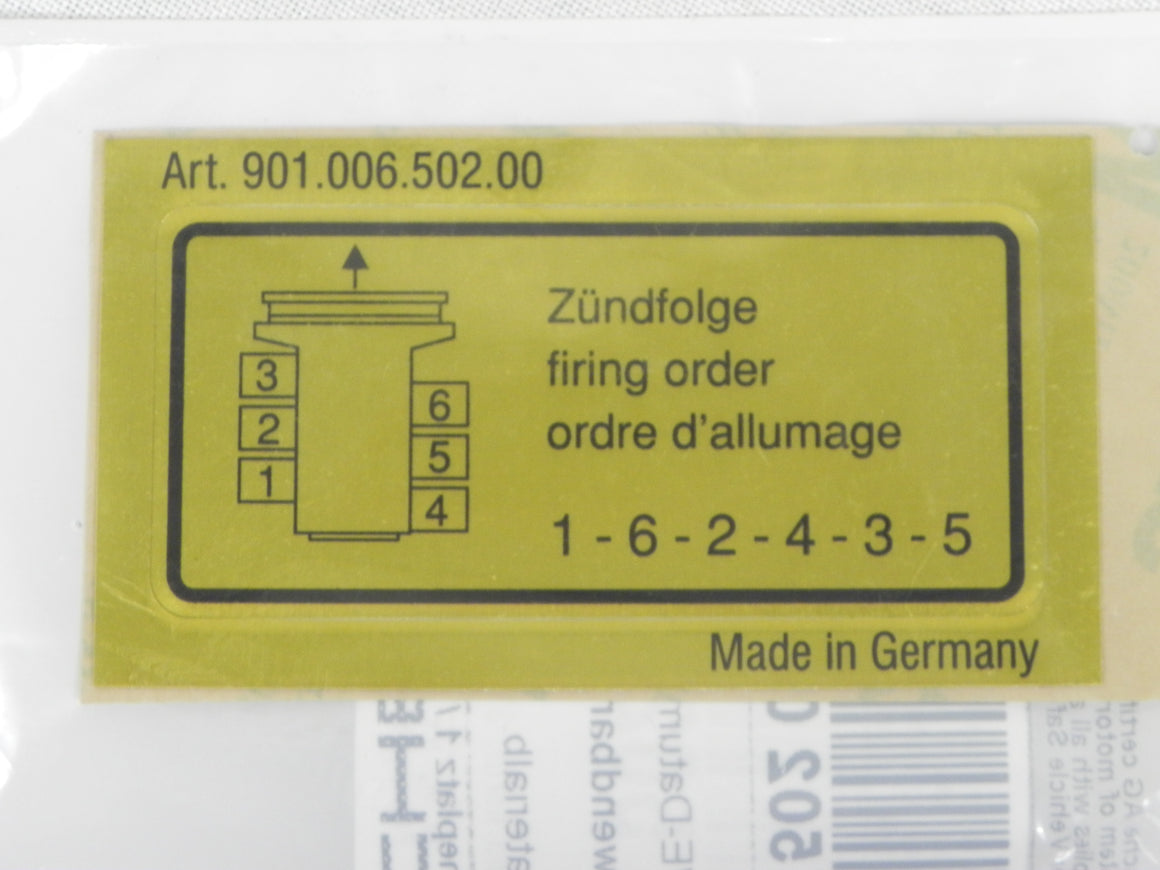 Art. 901.006.502.00
3
2
1
6
5
4
Zündfolge
firing order
ordre d'allumage
1 - 6 - 2 - 4 - 3 - 5
Made in Germany
502